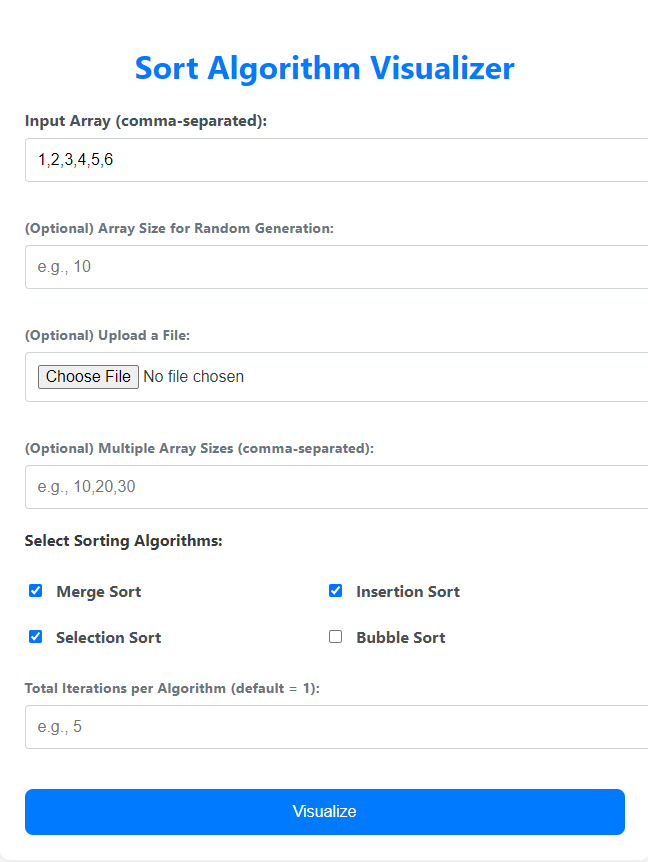 Sort Algorithm Visualizer
Input Array (comma-separated):
1,2,3,4,5,6
(Optional) Array Size for Random Generation:
e.g., 10
(Optional) Upload a File:
Choose File No file chosen
(Optional) Multiple Array Sizes (comma-separated):
e.g., 10,20,30
Select Sorting Algorithms:
Merge Sort Insertion Sort
Selection Sort Bubble Sort
Total Iterations per Algorithm (default = 1):
e.g., 5
Visualize